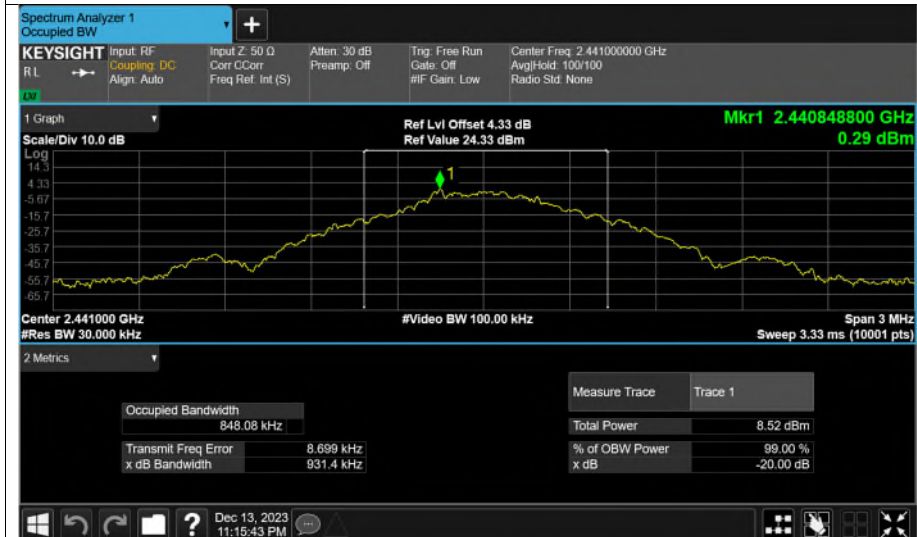 Spectrum Analyzer 1
Occupied BW
+
KEYSIGHT
RL
LXI
Input: RF
Coupling: DC
Align: Auto
Input Z: 50 Ω
Corr CCorr
Freq Ref: Int (S)
Atten: 30 dB
Preamp: Off
Trig: Free Run
Gate: Off
#IF Gain: Low
Center Freq: 2.441000000 GHz
Avg|Hold: 100/100
Radio Std: None
1 Graph
Scale/Div 10.0 dB
Ref Lvl Offset 4.33 dB
Ref Value 24.33 dBm
Mkr1 2.440848800 GHz
0.29 dBm
Log
14.3
4.33
-5.67
-15.7
-25.7
-35.7
-45.7
-55.7
-65.7
1
Center 2.441000 GHz
#Res BW 30.000 kHz
#Video BW 100.00 kHz
Span 3 MHz
Sweep 3.33 ms (10001 pts)
2 Metrics
Occupied Bandwidth
848.08 kHz
Transmit Freq Error 8.699 kHz
x dB Bandwidth 931.4 kHz
Measure Trace Trace 1
Total Power 8.52 dBm
% of OBW Power 99.00 %
x dB -20.00 dB
?
Dec 13, 2023
11:15:43 PM